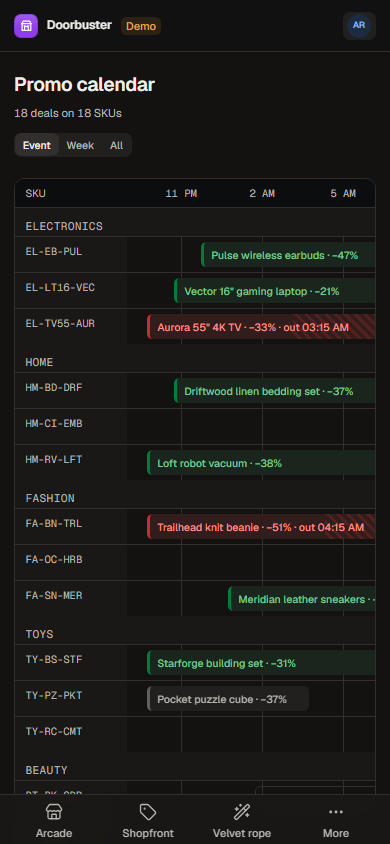 Doorbuster Demo AR
Promo calendar
18 deals on 18 SKUs
Event Week All
SKU 11 PM 2 AM 5 AM
ELECTRONICS
EL-EB-PUL Pulse wireless earbuds · −47%
EL-LT16-VEC Vector 16" gaming laptop · −21%
EL-TV55-AUR Aurora 55" 4K TV · −33% · out 03:15 AM
HOME
HM-BD-DRF Driftwood linen bedding set · −37%
HM-CI-EMB
HM-RV-LFT Loft robot vacuum · −38%
FASHION
FA-BN-TRL Trailhead knit beanie · −51% · out 04:15 AM
FA-OC-HRB
FA-SN-MER Meridian leather sneakers ·
TOYS
TY-BS-STF Starforge building set · −31%
TY-PZ-PKT Pocket puzzle cube · −37%
TY-RC-CMT
BEAUTY
Arcade Shopfront Velvet rope More